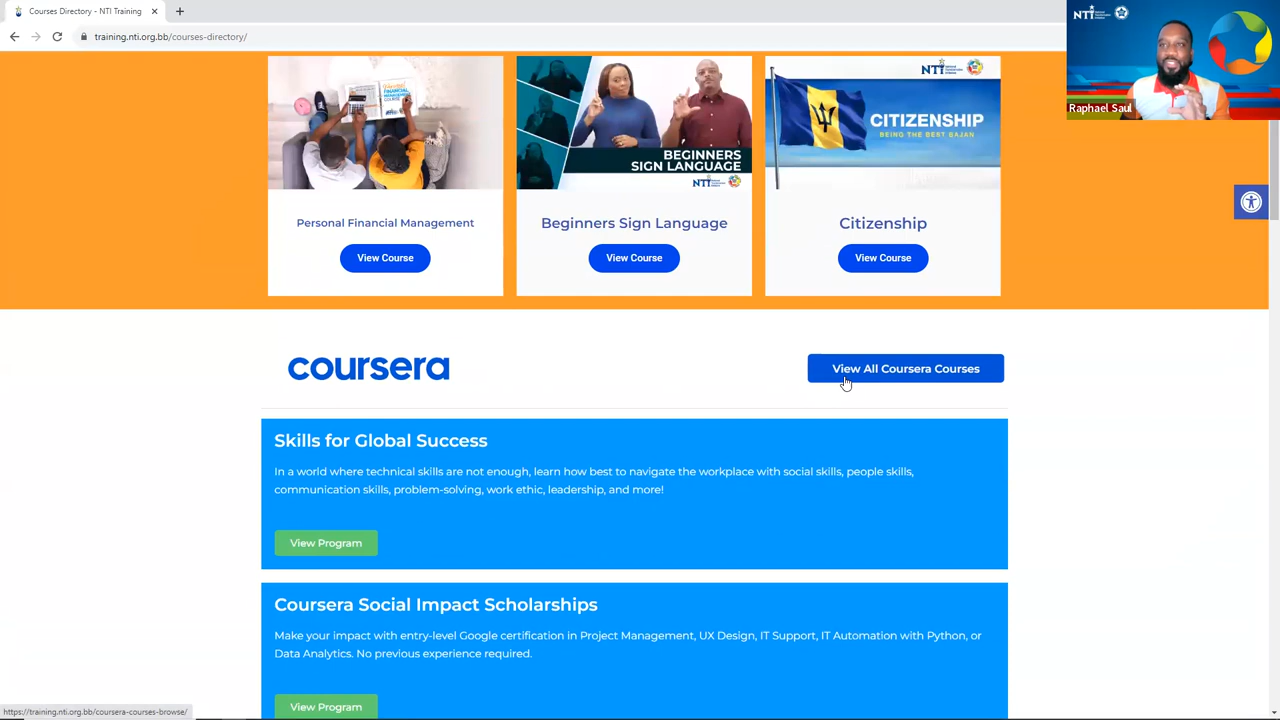 Courses Directory - NTI Training
training.nti.org.bb/courses-directory/
NTI
Raphael Saul
NTI
CITIZENSHIP
BEING THE BEST BAJAN
BEGINNERS
SIGN LANGUAGE
NTI
Personal Financial Management
Beginners Sign Language
Citizenship
View Course
View Course
View Course
coursera
View All Coursera Courses
Skills for Global Success
In a world where technical skills are not enough, learn how best to navigate the workplace with social skills, people skills,
communication skills, problem-solving, work ethic, leadership, and more!
View Program
Coursera Social Impact Scholarships
Make your impact with entry-level Google certification in Project Management, UX Design, IT Support, IT Automation with Python, or
Data Analytics. No previous experience required.
View Program
https://training.nti.org.bb/coursera-courses-browse/